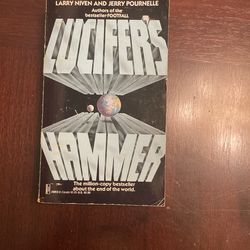 LARRY NIVEN AND JERRY POURNELLE
Authors of the
bestseller FOOTFALL
LUCIFER'S
HAMMER
The million-copy bestseller
about the end of the world.